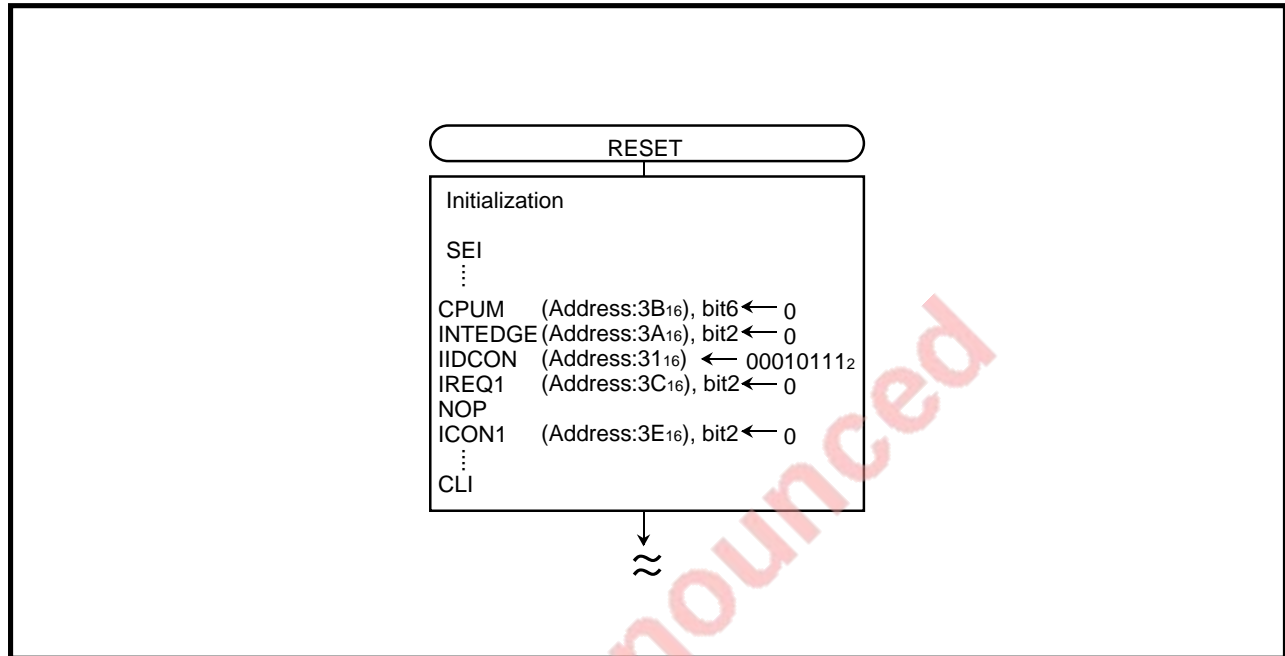 RESET
Initialization
SEI
⋮
CPUM (Address:3B16), bit6 ← 0
INTEDGE (Address:3A16), bit2 ← 0
IIDCON (Address:3116) ← 000101112
IREQ1 (Address:3C16), bit2 ← 0
NOP
ICON1 (Address:3E16), bit2 ← 0
⋮
CLI
≈
ounced